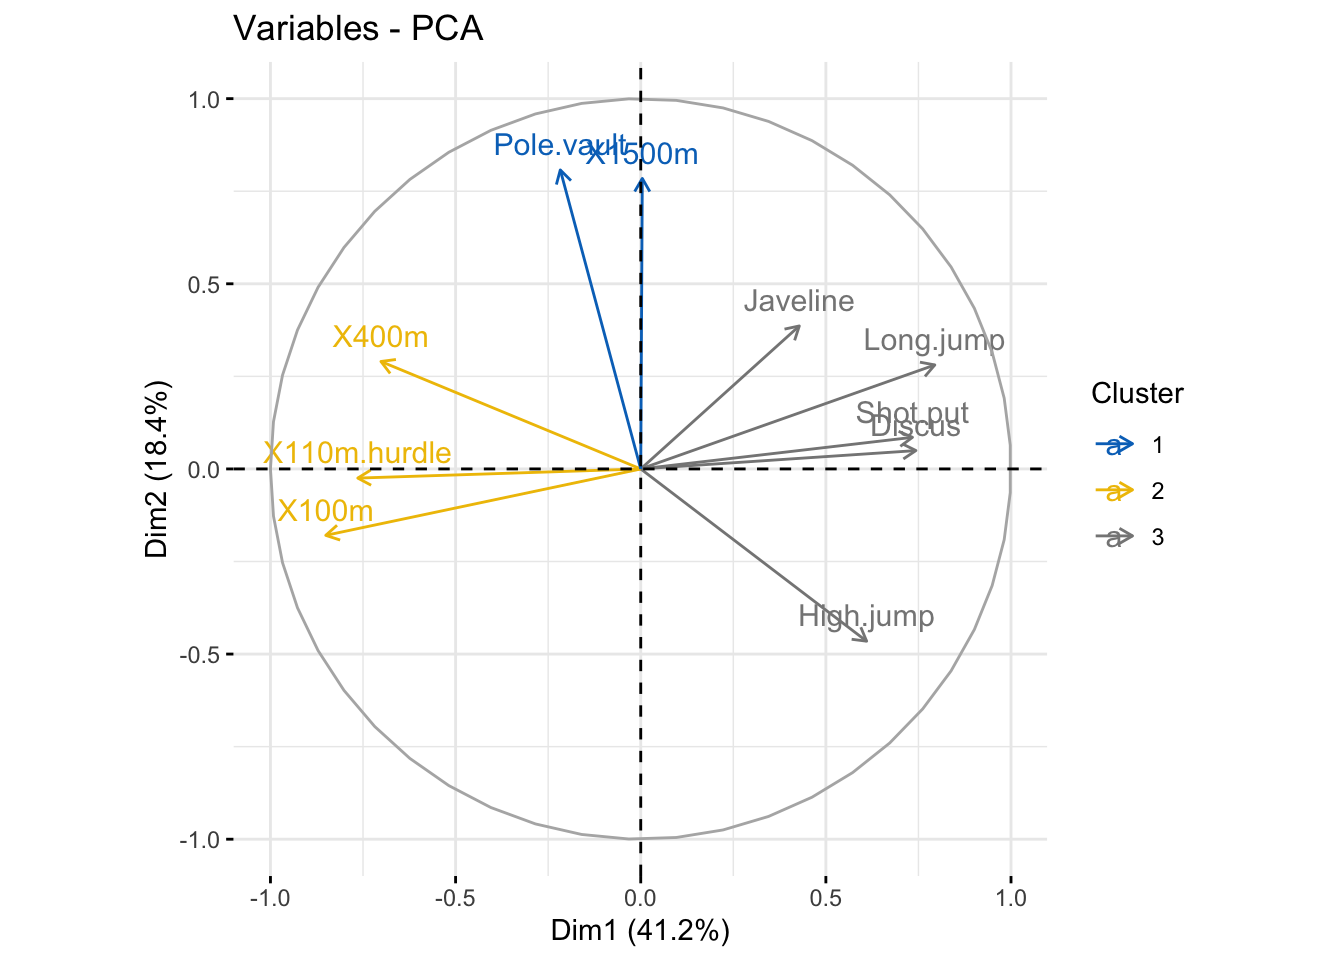 Variables - PCA
1.0
Pole.vault
X1500m
0.5
Javeline
X400m
Long.jump
Shot.put
Discus
X110m.hurdle
0.0
X100m
High.jump
-0.5
-1.0
-1.0 -0.5 0.0 0.5 1.0
Dim1 (41.2%)
Dim2 (18.4%)
Cluster
a 1
a 2
a 3